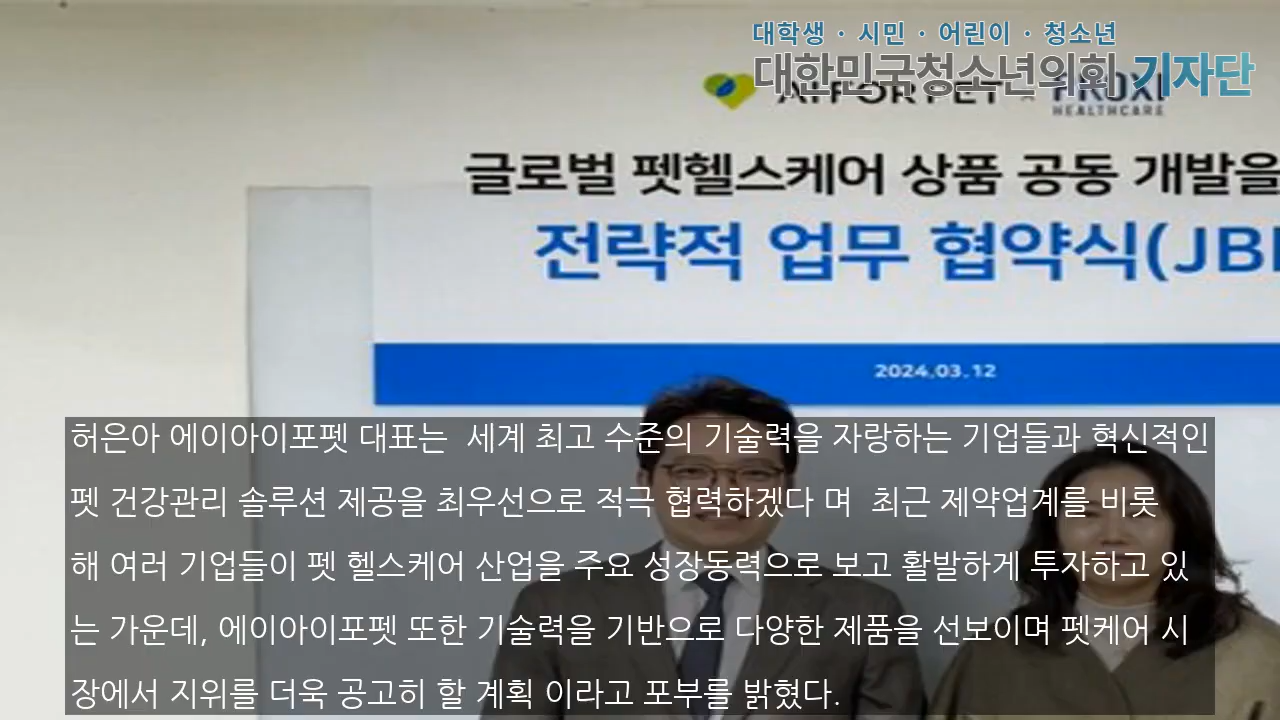 대학생 · 시민 · 어린이 · 청소년
대한민국청소년의회 기자단
AIFORPET × PROXI
HEALTHCARE
글로벌 펫헬스케어 상품 공동 개발을
전략적 업무 협약식(JB
2024.03.12
허은아 에이아이포펫 대표는 세계 최고 수준의 기술력을 자랑하는 기업들과 혁신적인
펫 건강관리 솔루션 제공을 최우선으로 적극 협력하겠다 며 최근 제약업계를 비롯
해 여러 기업들이 펫 헬스케어 산업을 주요 성장동력으로 보고 활발하게 투자하고 있
는 가운데, 에이아이포펫 또한 기술력을 기반으로 다양한 제품을 선보이며 펫케어 시
장에서 지위를 더욱 공고히 할 계획 이라고 포부를 밝혔다.